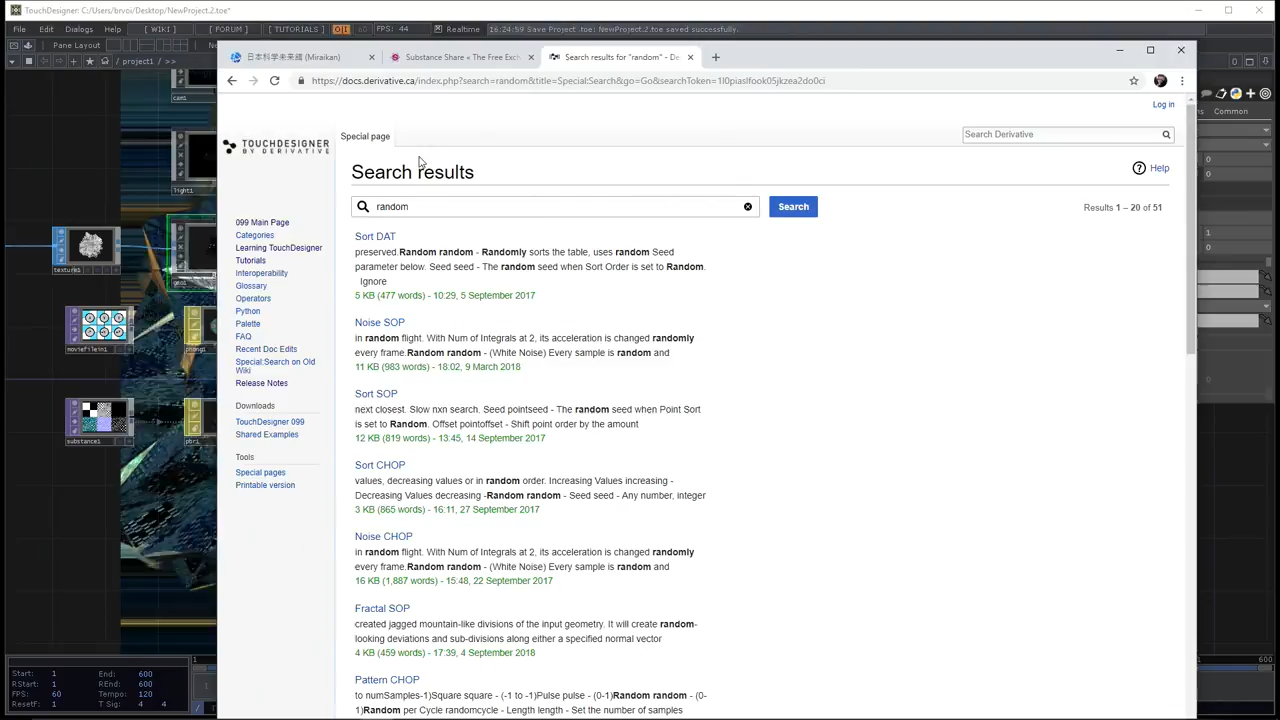 TouchDesigner: C:/Users/brvoi/Desktop/NewProject.2.toe*
File Edit Dialogs Help [ WIKI ] [ FORUM ] [ TUTORIALS ] FPS: 44 Realtime 16:24:59 Save Project .toe: NewProject.2.toe saved successfully.
Pane Layout
/ project1 / >>
cam1
light1
texture1
geo1
moviefilein1
phong1
substance1
pbr1
Common
0
0
1
0
日本科学未来館 (Miraikan)
Substance Share « The Free Exch
Search results for "random" - De
https://docs.derivative.ca/index.php?search=random&title=Special:Search&go=Go&searchToken=1l0piaslfook05jkzea2do0ci
Log in
TOUCHDESIGNER
BY DERIVATIVE
Special page
Search Derivative
Search results
Help
random
Search
Results 1 – 20 of 51
099 Main Page
Categories
Learning TouchDesigner
Tutorials
Interoperability
Glossary
Operators
Python
Palette
FAQ
Recent Doc Edits
Special:Search on Old
Wiki
Release Notes
Downloads
TouchDesigner 099
Shared Examples
Tools
Special pages
Printable version
Sort DAT
preserved.Random random - Randomly sorts the table, uses random Seed
parameter below. Seed seed - The random seed when Sort Order is set to Random.
Ignore
5 KB (477 words) - 10:29, 5 September 2017
Noise SOP
in random flight. With Num of Integrals at 2, its acceleration is changed randomly
every frame.Random random - (White Noise) Every sample is random and
11 KB (983 words) - 18:02, 9 March 2018
Sort SOP
next closest. Slow nxn search. Seed pointseed - The random seed when Point Sort
is set to Random. Offset pointoffset - Shift point order by the amount
12 KB (819 words) - 13:45, 14 September 2017
Sort CHOP
values, decreasing values or in random order. Increasing Values increasing -
Decreasing Values decreasing -Random random - Seed seed - Any number, integer
3 KB (865 words) - 16:11, 27 September 2017
Noise CHOP
in random flight. With Num of Integrals at 2, its acceleration is changed randomly
every frame.Random random - (White Noise) Every sample is random and
16 KB (1,887 words) - 15:48, 22 September 2017
Fractal SOP
created jagged mountain-like divisions of the input geometry. It will create random-
looking deviations and sub-divisions along either a specified normal vector
4 KB (459 words) - 17:39, 4 September 2018
Pattern CHOP
to numSamples-1)Square square - (-1 to -1)Pulse pulse - (0-1)Random random - (0-
1)Random per Cycle randomcycle - Length length - Set the number of samples
Start: 1 End: 600
RStart: 1 REnd: 600
FPS: 60 Tempo: 120
ResetF: 1 T Sig: 4 4
1
600